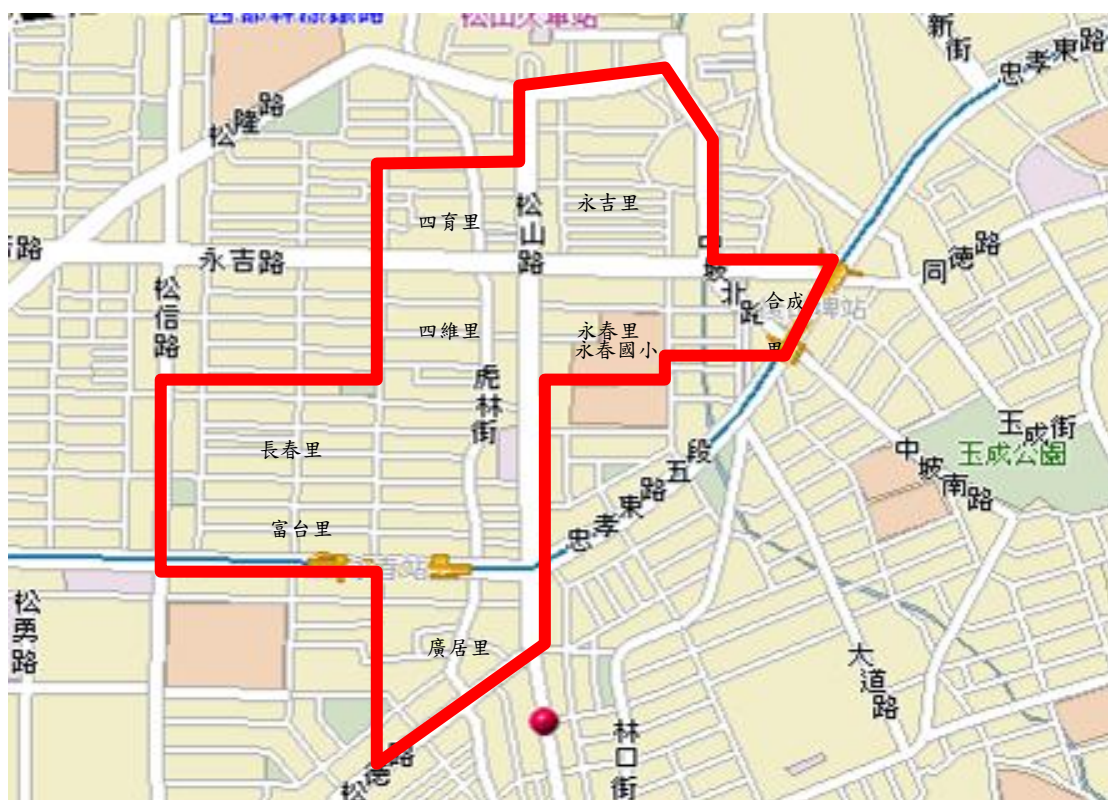 松山火車站
新街
忠孝東路
松隆路
松山路
永吉里
四育里
永吉路
同德路
松信路
中坡北路
合成
里
四維里
永春里
永春國小
虎林街
長春里
玉成街
玉成公園
中坡南路
忠孝東路五段
富台里
松勇路
廣居里
大道路
林口街
松德路